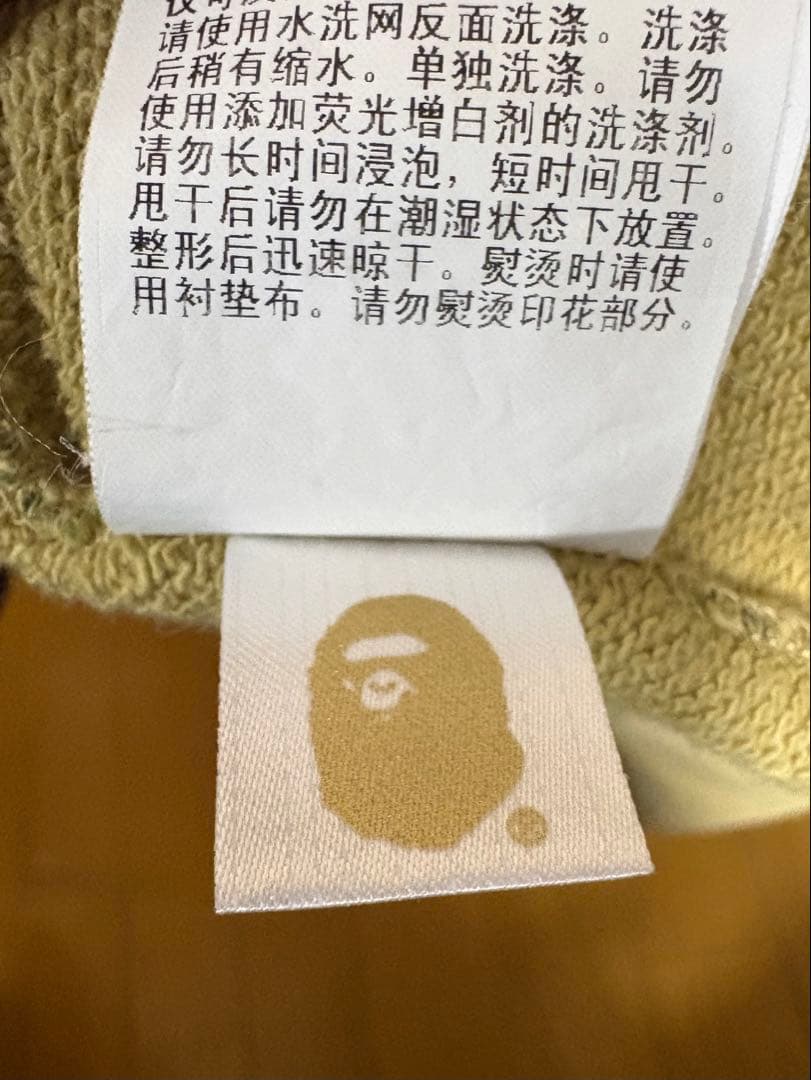 请使用水洗网反面洗涤。洗涤
后稍有缩水。单独洗涤。请勿
使用添加荧光增白剂的洗涤剂。
请勿长时间浸泡，短时间甩干。
甩干后请勿在潮湿状态下放置。
整形后迅速晾干。熨烫时请使
用衬垫布。请勿熨烫印花部分。